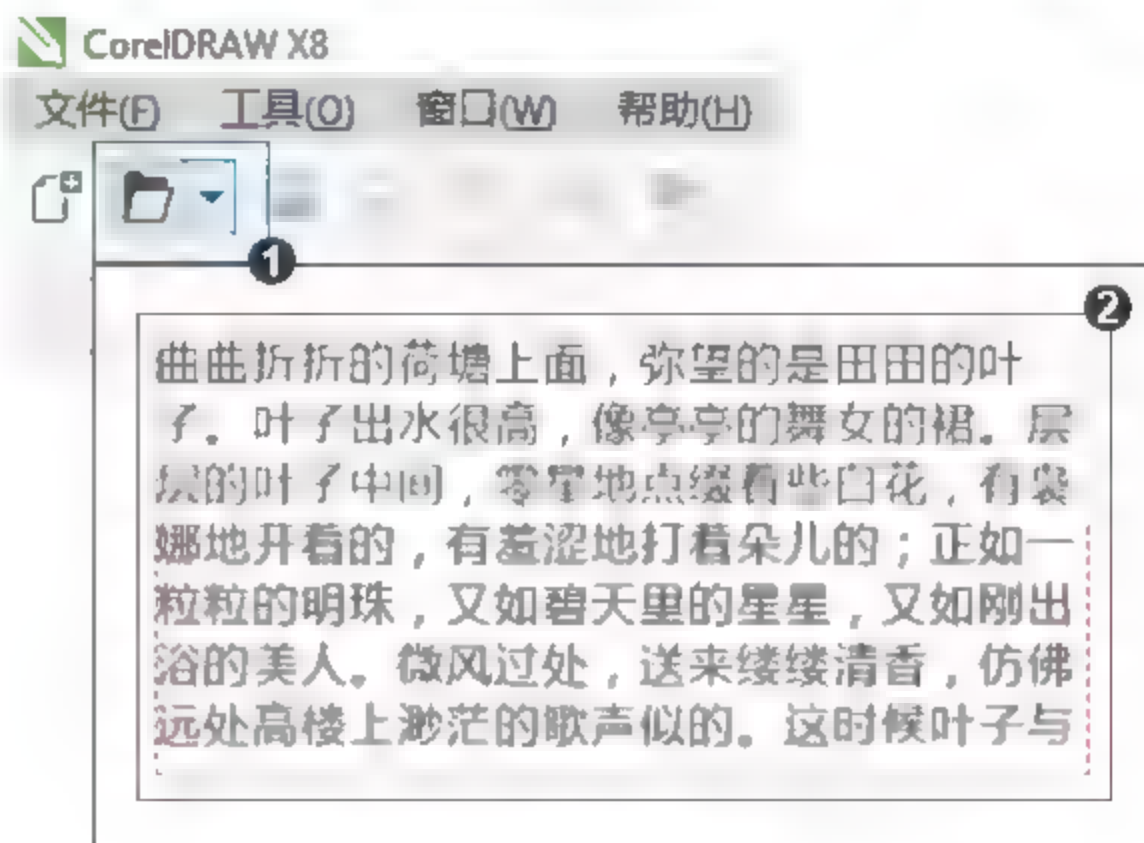 CorelDRAW X8
文件(F) 工具(O) 窗口(W) 帮助(H)
1
2
曲曲折折的荷塘上面，弥望的是田田的叶
子。叶子出水很高，像亭亭的舞女的裙。层
层的叶子中间，零星地点缀着些白花，有袅
娜地开着的，有羞涩地打着朵儿的；正如一
粒粒的明珠，又如碧天里的星星，又如刚出
浴的美人。微风过处，送来缕缕清香，仿佛
远处高楼上渺茫的歌声似的。这时候叶子与